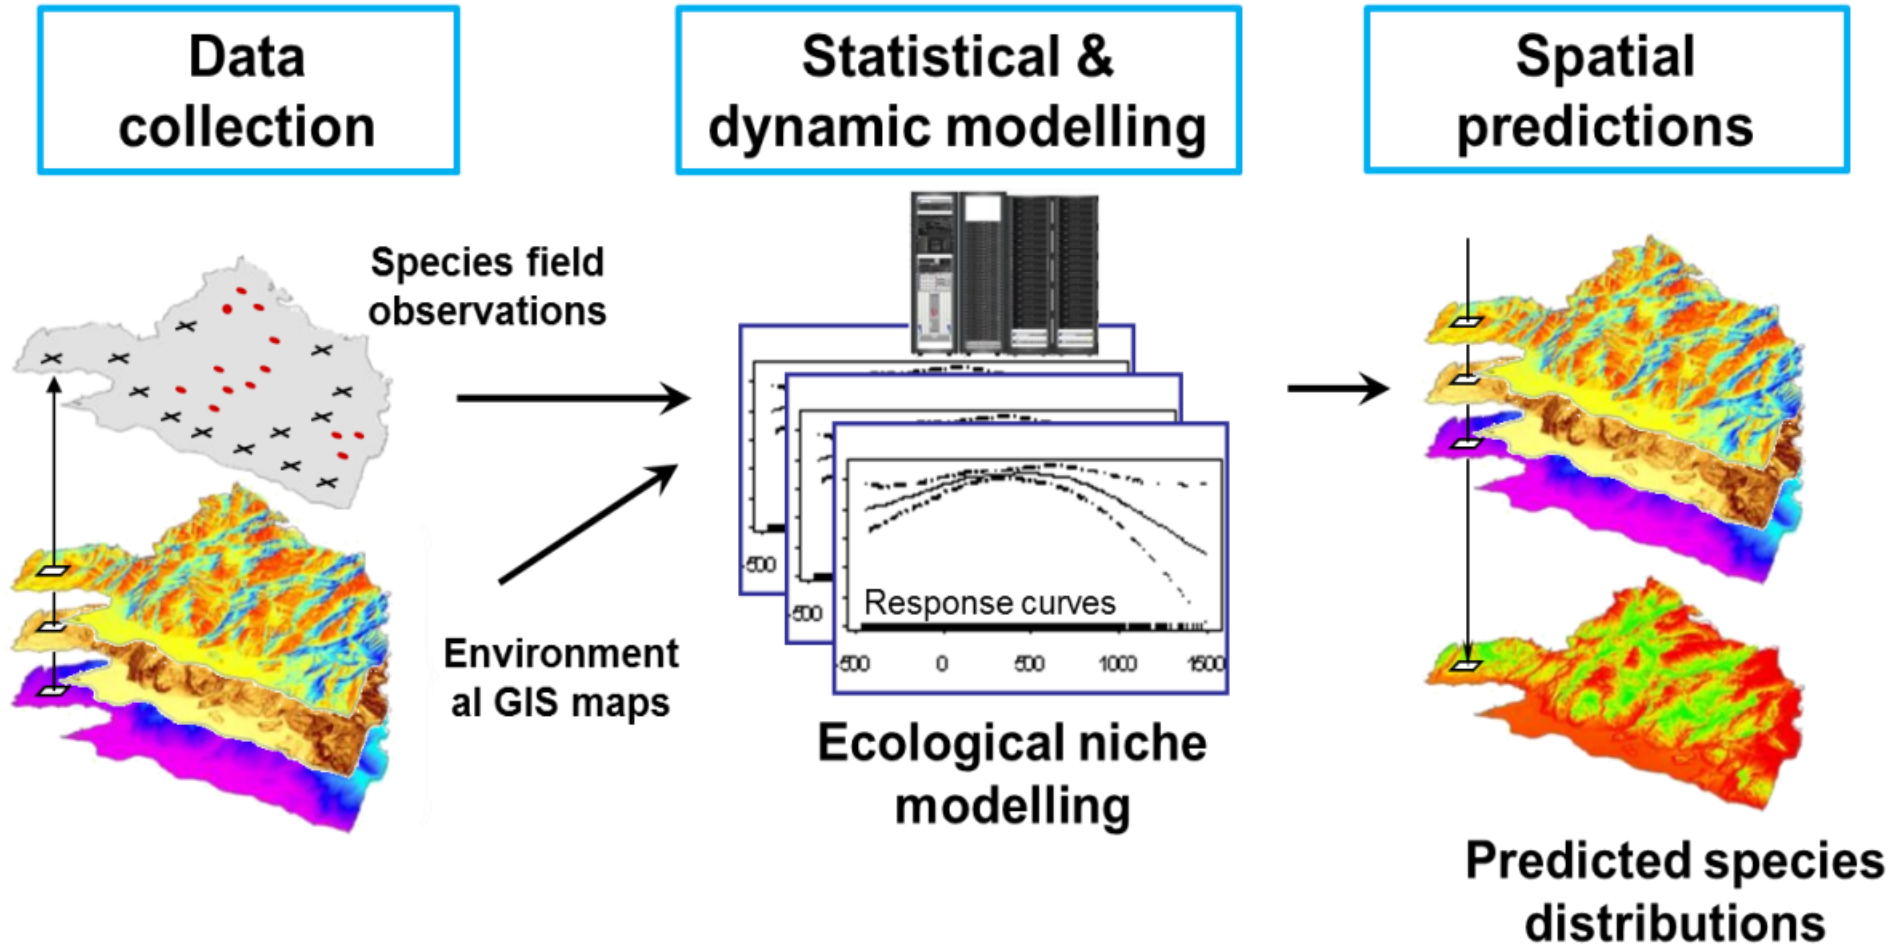 Data
collection
Statistical &
dynamic modelling
Spatial
predictions
Species field
observations
Environment
al GIS maps
-500
-500
Response curves
-500 0 500 1000 1500
Ecological niche
modelling
Predicted species
distributions